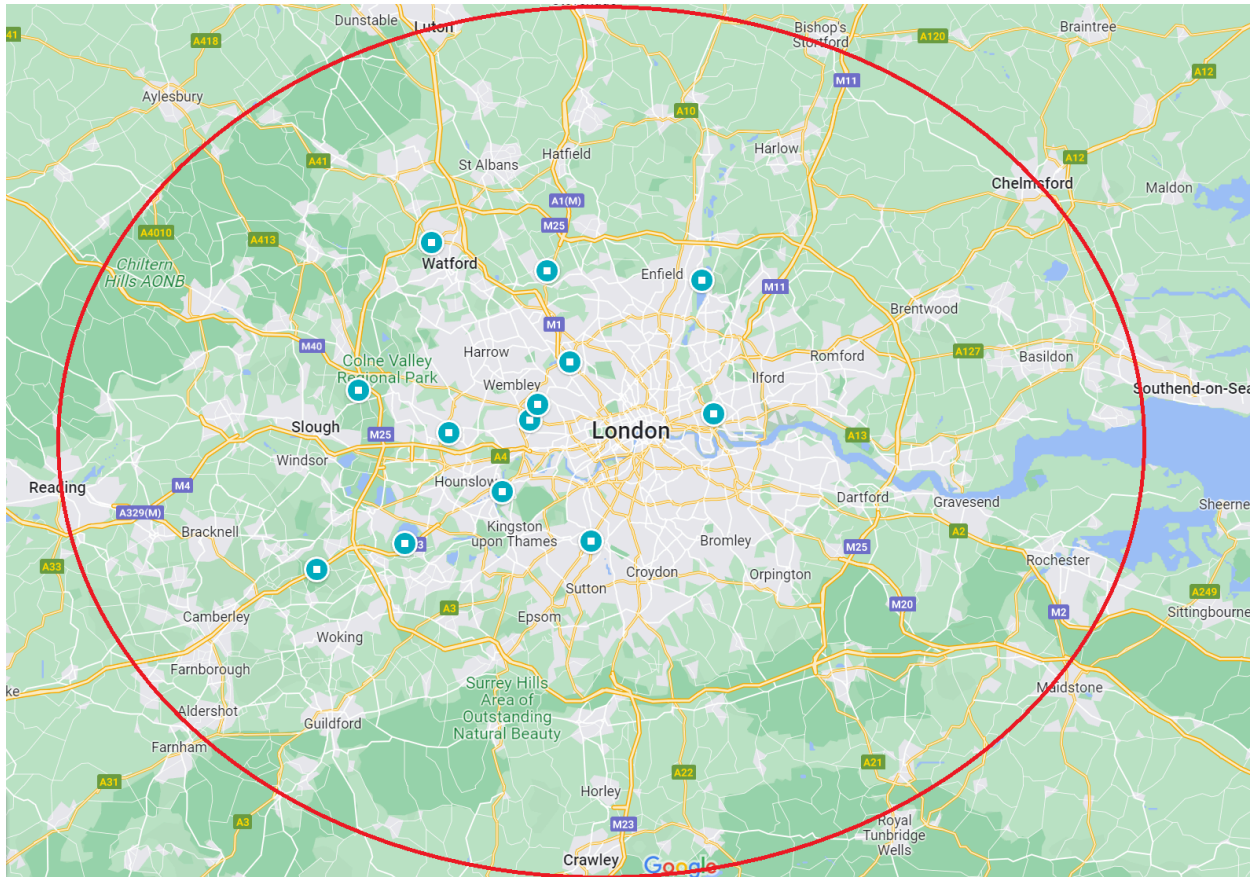 41
A418
Dunstable
Luton
Bishop's
Stortford
A120
Braintree
A12
Aylesbury
M11
A10
A41
St Albans
Hatfield
Harlow
A12
Chelmsford
Maldon
A1(M)
M25
A4010
A413
Chiltern
Hills AONB
Watford
Enfield
M11
Brentwood
M1
M40
Harrow
Colne Valley
Regional Park
Wembley
Romford
Ilford
A127
Basildon
Southend-on-Sea
Slough
M25
London
A13
Windsor
A4
Reading
M4
Hounslow
Dartford
Gravesend
Sheerne
A329(M)
Bracknell
Kingston
upon Thames
Bromley
A2
M25
A33
3
Rochester
Orpington
Croydon
Sutton
A3
M20
A249
Camberley
Epsom
M2
Sittingbourne
Woking
Farnborough
ke
Surrey Hills
Area of
Outstanding
Natural Beauty
Maidstone
Aldershot
Guildford
Farnham
A31
A22
A21
Horley
A3
M23
Royal
Tunbridge
Wells
Crawley
Google